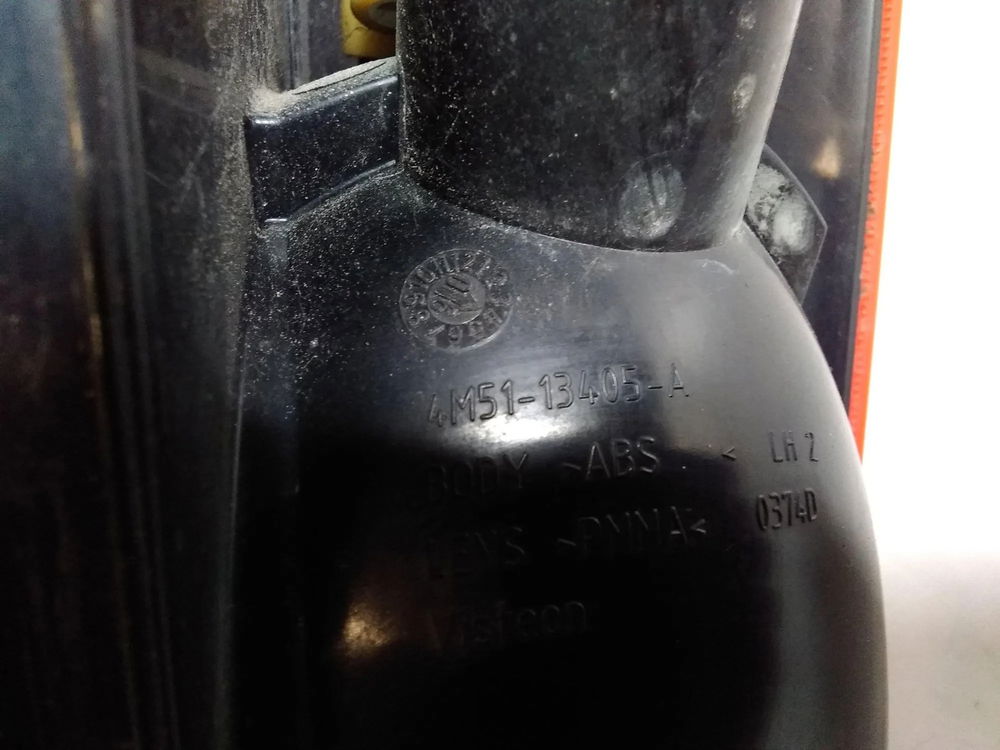 4M51-13405-A
BODY >ABS < LH 2
LENS >PMMA< 0374D
Visteon